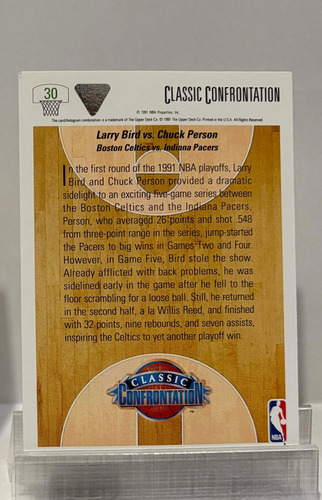 30
CLASSIC CONFRONTATION
© 1991 NBA Properties, Inc.
The card/hologram combination is a trademark of The Upper Deck Co. © 1991 The Upper Deck Co. Printed in the U.S.A. All Rights Reserved.
Larry Bird vs. Chuck Person
Boston Celtics vs. Indiana Pacers
In the first round of the 1991 NBA playoffs, Larry
Bird and Chuck Person provided a dramatic
sidelight to an exciting five-game series between
the Boston Celtics and the Indiana Pacers.
Person, who averaged 26 points and shot .548
from three-point range in the series, jump-started
the Pacers to big wins in Games Two and Four.
However, in Game Five, Bird stole the show.
Already afflicted with back problems, he was
sidelined early in the game after he fell to the
floor scrambling for a loose ball. Still, he returned
in the second half, a la Willis Reed, and finished
with 32 points, nine rebounds, and seven assists,
inspiring the Celtics to yet another playoff win.
CLASSIC
CONFRONTATION
NBA